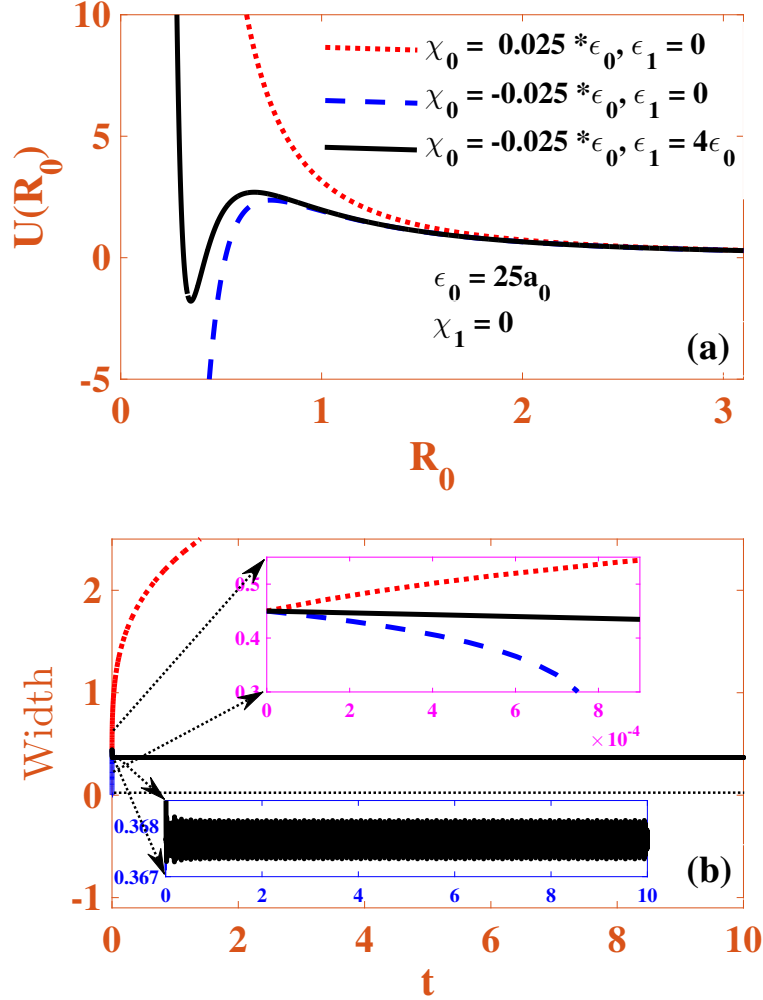 10
χ₀ = 0.025 *ϵ₀, ϵ₁ = 0
χ₀ = -0.025 *ϵ₀, ϵ₁ = 0
χ₀ = -0.025 *ϵ₀, ϵ₁ = 4ϵ₀
5
U(R₀)
0
ϵ₀ = 25a₀
χ₁ = 0
(a)
-5
0 1 2 3
R₀
2
0.5
0.4
0.3
0 2 4 6 8
×10⁻⁴
1
Width
0
0.368
0.367
0 2 4 6 8 10
(b)
-1
0 2 4 6 8 10
t